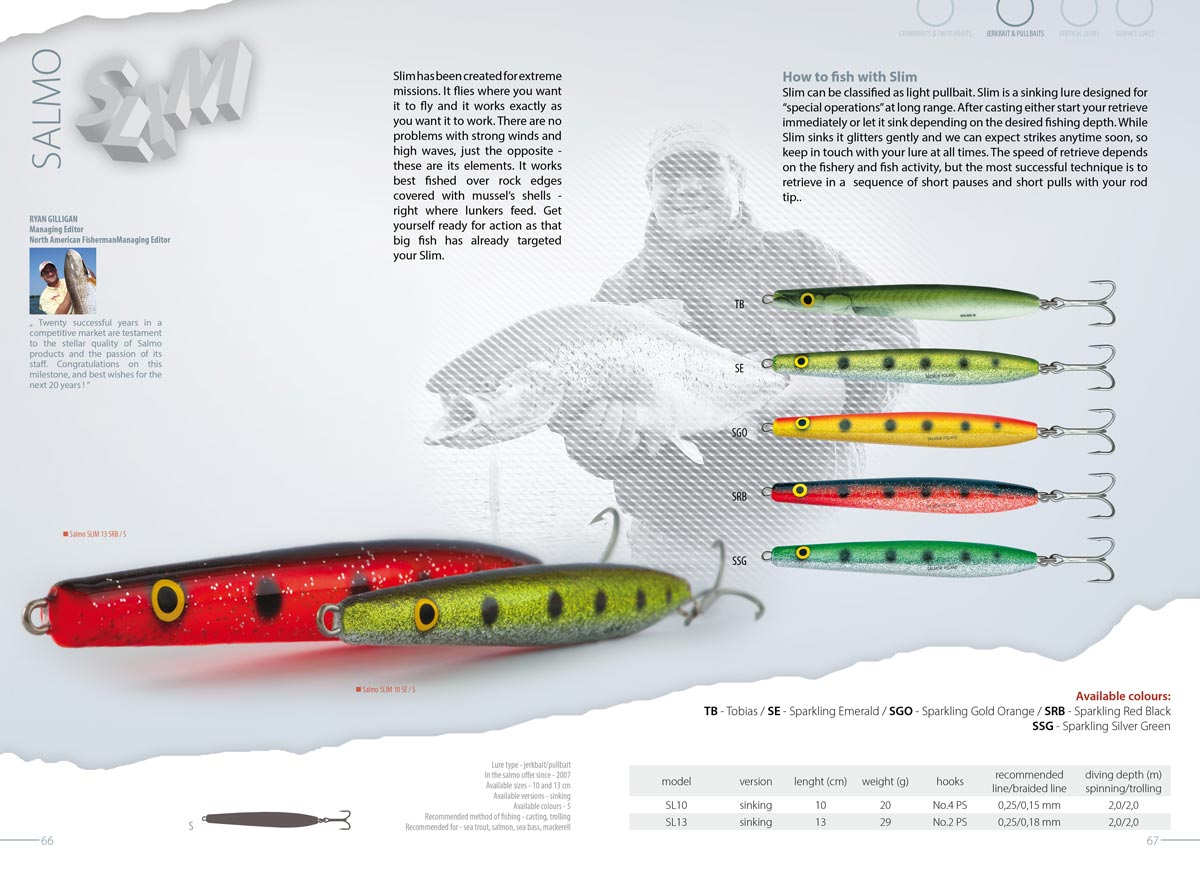 CRANKBAITS & TWITCHBAITS
JERKBAIT & PULLBAITS
VERTICAL LURES
SURFACE LURES
SALMO
SLIM
RYAN GILLIGAN
Managing Editor
North American FishermanManaging Editor
„ Twenty successful years in a
competitive market are testament
to the stellar quality of Salmo
products and the passion of its
staff. Congratulations on this
milestone, and best wishes for the
next 20 years ! "
Slim has been created for extreme
missions. It flies where you want
it to fly and it works exactly as
you want it to work. There are no
problems with strong winds and
high waves, just the opposite -
these are its elements. It works
best fished over rock edges
covered with mussel's shells -
right where lunkers feed. Get
yourself ready for action as that
big fish has already targeted
your Slim.
How to fish with Slim
Slim can be classified as light pullbait. Slim is a sinking lure designed for
"special operations" at long range. After casting either start your retrieve
immediately or let it sink depending on the desired fishing depth. While
Slim sinks it glitters gently and we can expect strikes anytime soon, so
keep in touch with your lure at all times. The speed of retrieve depends
on the fishery and fish activity, but the most successful technique is to
retrieve in a sequence of short pauses and short pulls with your rod
tip..
TB
SE
SGO
SRB
SSG
Salmo SLIM 13 SRB / S
Salmo SLIM 10 SE / S
Available colours:
TB - Tobias / SE - Sparkling Emerald / SGO - Sparkling Gold Orange / SRB - Sparkling Red Black
SSG - Sparkling Silver Green
Lure type - jerkbait/pullbait
In the salmo offer since - 2007
Available sizes - 10 and 13 cm
Available versions - sinking
Available colours - 5
Recommended method of fishing - casting, trolling
Recommended for - sea trout, salmon, sea bass, mackerell
S
model version lenght (cm) weight (g) hooks recommended line/braided line diving depth (m) spinning/trolling
SL10 sinking 10 20 No.4 PS 0,25/0,15 mm 2,0/2,0
SL13 sinking 13 29 No.2 PS 0,25/0,18 mm 2,0/2,0
66
67